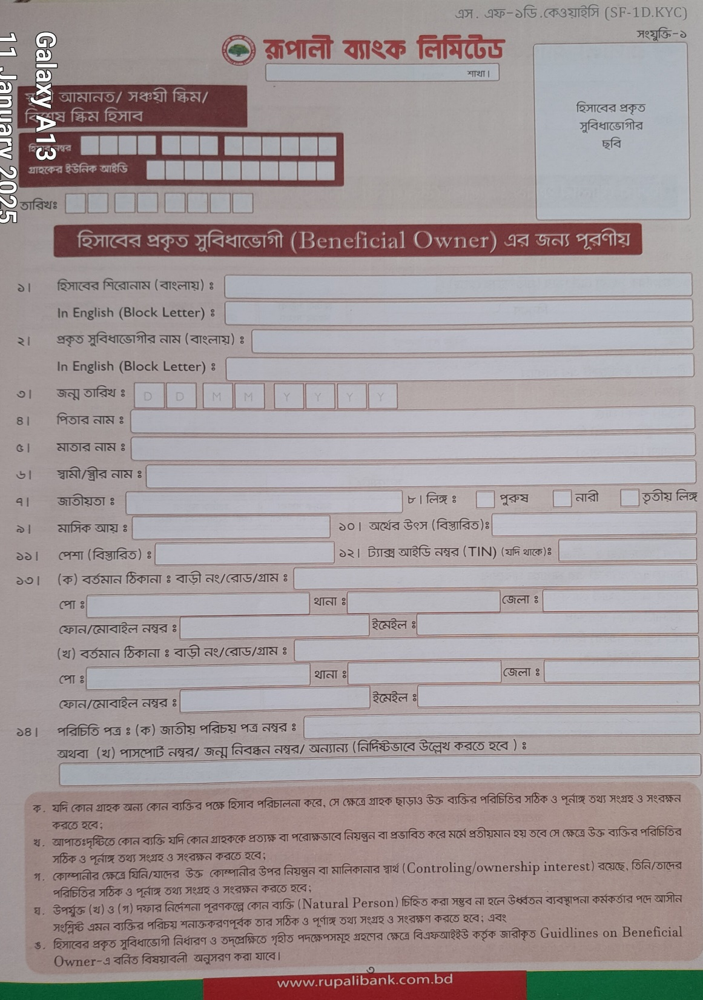 এস. এফ-১ডি.কেওয়াইসি (SF-1D.KYC)
সংযুক্তি-১
রূপালী ব্যাংক লিমিটেড
শাখা।
হিসাবের প্রকৃত
সুবিধাভোগীর
ছবি
Galaxy A13
11 January 2025
স্থায়ী আমানত/ সঞ্চয়ী স্কিম/
বিশেষ স্কিম হিসাব
হিসাব নম্বর
গ্রাহকের ইউনিক আইডি
তারিখঃ
হিসাবের প্রকৃত সুবিধাভোগী (Beneficial Owner) এর জন্য পূরণীয়
১। হিসাবের শিরোনাম (বাংলায়) ঃ
In English (Block Letter) ঃ
২। প্রকৃত সুবিধাভোগীর নাম (বাংলায়) ঃ
In English (Block Letter) ঃ
৩। জন্ম তারিখ ঃ D D M M Y Y Y Y
৪। পিতার নাম ঃ
৫। মাতার নাম ঃ
৬। স্বামী/স্ত্রীর নাম ঃ
৭। জাতীয়তা ঃ ৮। লিঙ্গ ঃ পুরুষ নারী তৃতীয় লিঙ্গ
৯। মাসিক আয় ঃ ১০। অর্থের উৎস (বিস্তারিত)ঃ
১১। পেশা (বিস্তারিত) ঃ ১২। ট্যাক্স আইডি নম্বর (TIN) (যদি থাকে)ঃ
১৩। (ক) বর্তমান ঠিকানা ঃ বাড়ী নং/রোড/গ্রাম ঃ
পো ঃ থানা ঃ জেলা ঃ
ফোন/মোবাইল নম্বর ঃ ইমেইল ঃ
(খ) বর্তমান ঠিকানা ঃ বাড়ী নং/রোড/গ্রাম ঃ
পো ঃ থানা ঃ জেলা ঃ
ফোন/মোবাইল নম্বর ঃ ইমেইল ঃ
১৪। পরিচিতি পত্র ঃ (ক) জাতীয় পরিচয় পত্র নম্বর ঃ
অথবা (খ) পাসপোর্ট নম্বর/ জন্ম নিবন্ধন নম্বর/ অন্যান্য (নির্দিষ্টভাবে উল্লেখ করতে হবে ) ঃ
ক. যদি কোন গ্রাহক অন্য কোন ব্যক্তির পক্ষে হিসাব পরিচালনা করে, সে ক্ষেত্রে গ্রাহক ছাড়াও উক্ত ব্যক্তির পরিচিতির সঠিক ও পূর্নাঙ্গ তথ্য সংগ্রহ ও সংরক্ষন
করতে হবে;
খ. আপাতঃদৃষ্টিতে কোন ব্যক্তি যদি কোন গ্রাহককে প্রত্যক্ষ বা পরোক্ষভাবে নিয়ন্ত্রন বা প্রভাবিত করে মর্মে প্রতীয়মান হয় তবে সে ক্ষেত্রে উক্ত ব্যক্তির পরিচিতির
সঠিক ও পূর্নাঙ্গ তথ্য সংগ্রহ ও সংরক্ষন করতে হবে;
গ. কোম্পানীর ক্ষেত্রে যিনি/যাদের উক্ত কোম্পানীর উপর নিয়ন্ত্রন বা মালিকানার স্বার্থ (Controling/ownership interest) রয়েছে, তিনি/তাদের
পরিচিতির সঠিক ও পূর্নাঙ্গ তথ্য সংগ্রহ ও সংরক্ষন করতে হবে;
ঘ. উপর্যুক্ত (খ) ও (গ) দফার নির্দেশনা পূরণকল্পে কোন ব্যক্তি (Natural Person) চিহ্নিত করা সম্ভব না হলে উর্ধ্বতন ব্যবস্থাপনা কর্মকর্তার পদে আসীন
সংশ্লিষ্ট এমন ব্যক্তির পরিচয় শনাক্তকরণপূর্বক তার সঠিক ও পূর্ণাঙ্গ তথ্য সংগ্রহ ও সংরক্ষণ করতে হবে; এবং
ঙ. হিসাবের প্রকৃত সুবিধাভোগী নির্ধারণ ও তদ্‌প্রেক্ষিতে গৃহীত পদক্ষেপসমূহ গ্রহণের ক্ষেত্রে বিএফআইইউ কর্তৃক জারীকৃত Guidlines on Beneficial
Owner-এ বর্নিত বিষয়াবলী অনুসরণ করা যাবে।
৩
www.rupalibank.com.bd